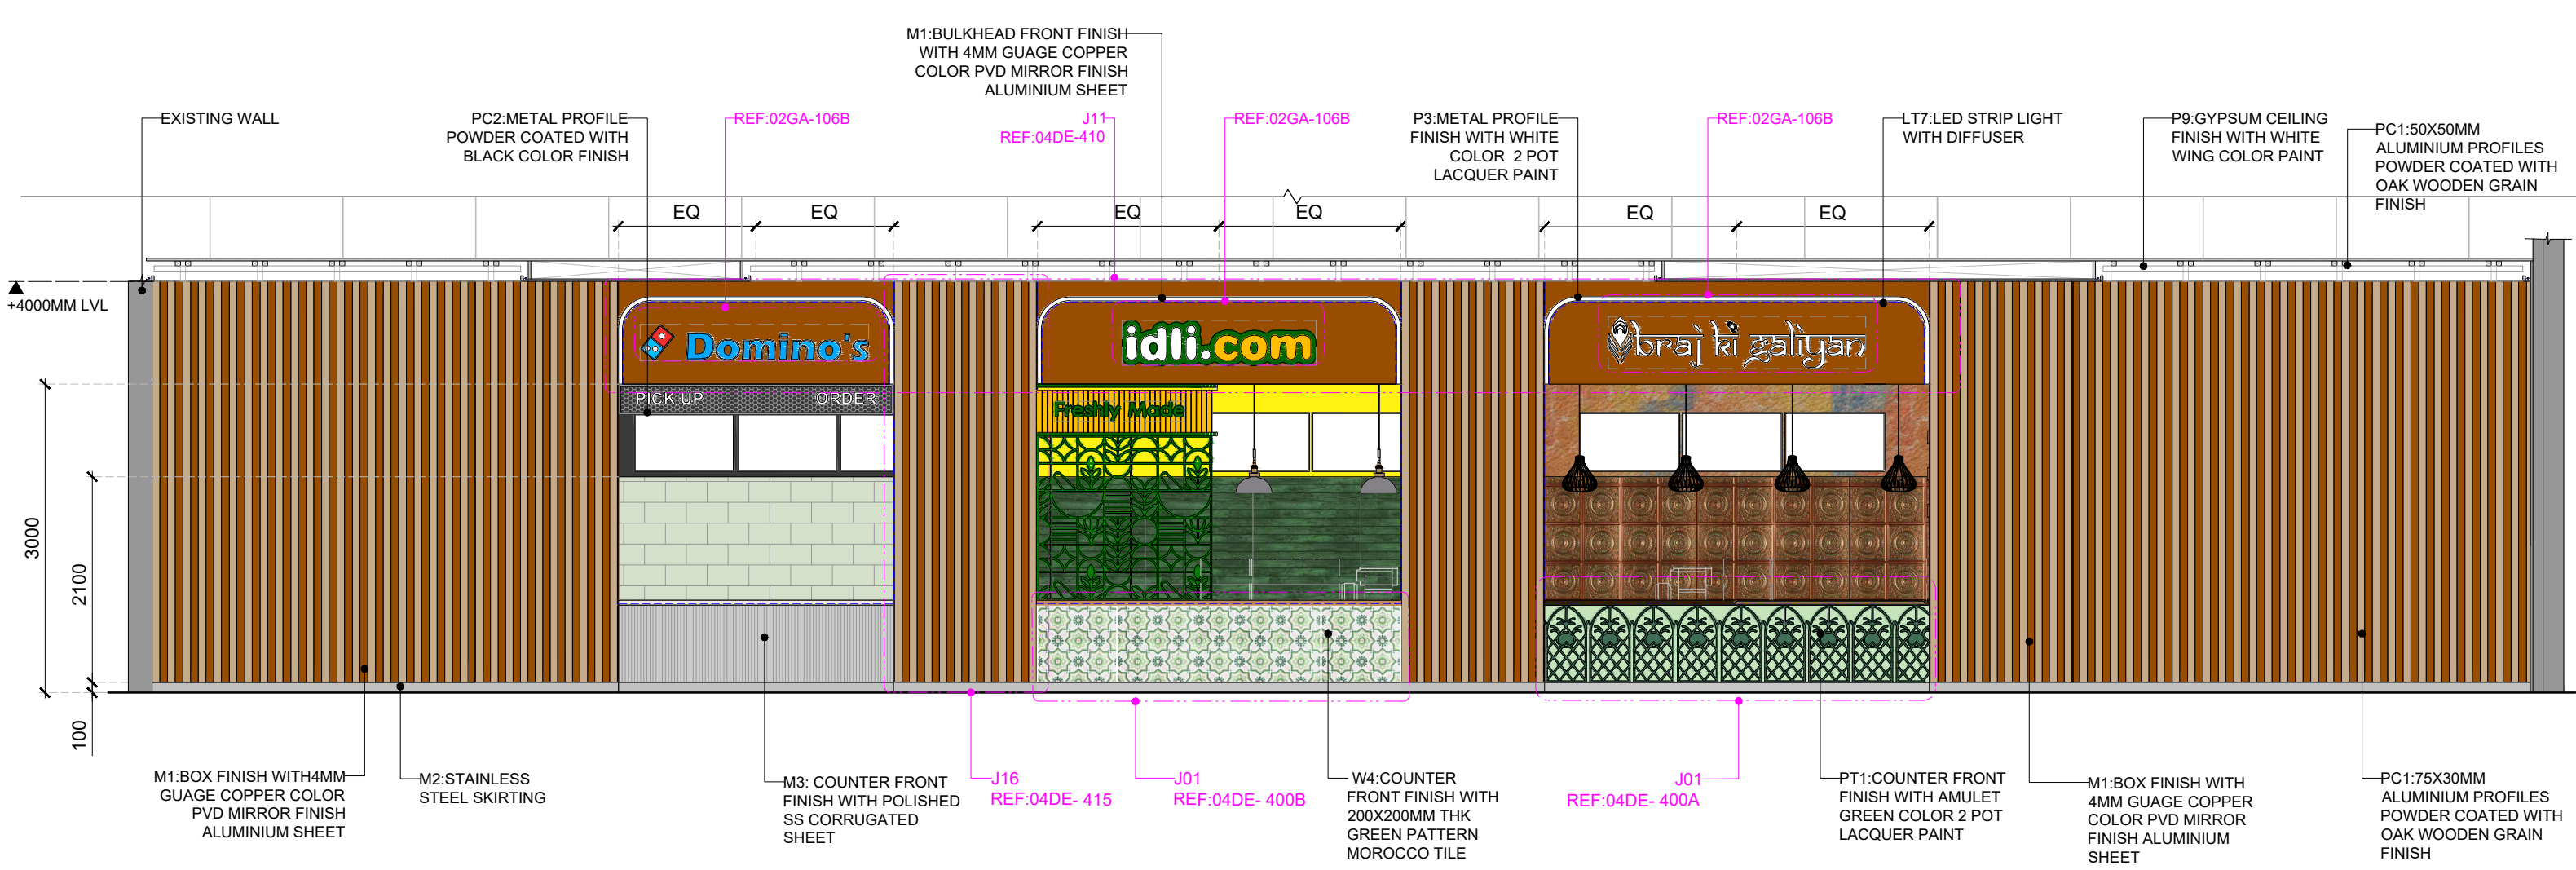 M1:BULKHEAD FRONT FINISH
WITH 4MM GUAGE COPPER
COLOR PVD MIRROR FINISH
ALUMINIUM SHEET
EXISTING WALL
PC2:METAL PROFILE
POWDER COATED WITH
BLACK COLOR FINISH
REF:02GA-106B
J11
REF:04DE-410
REF:02GA-106B
P3:METAL PROFILE
FINISH WITH WHITE
COLOR 2 POT
LACQUER PAINT
REF:02GA-106B
LT7:LED STRIP LIGHT
WITH DIFFUSER
P9:GYPSUM CEILING
FINISH WITH WHITE
WING COLOR PAINT
PC1:50X50MM
ALUMINIUM PROFILES
POWDER COATED WITH
OAK WOODEN GRAIN
FINISH
EQ
EQ
EQ
EQ
EQ
EQ
+4000MM LVL
Domino's
idli.com
braj ki galiyan
PICK UP
ORDER
Freshly Made
3000
2100
100
M1:BOX FINISH WITH4MM
GUAGE COPPER COLOR
PVD MIRROR FINISH
ALUMINIUM SHEET
M2:STAINLESS
STEEL SKIRTING
M3: COUNTER FRONT
FINISH WITH POLISHED
SS CORRUGATED
SHEET
J16
REF:04DE- 415
J01
REF:04DE- 400B
W4:COUNTER
FRONT FINISH WITH
200X200MM THK
GREEN PATTERN
MOROCCO TILE
J01
REF:04DE- 400A
PT1:COUNTER FRONT
FINISH WITH AMULET
GREEN COLOR 2 POT
LACQUER PAINT
M1:BOX FINISH WITH
4MM GUAGE COPPER
COLOR PVD MIRROR
FINISH ALUMINIUM
SHEET
PC1:75X30MM
ALUMINIUM PROFILES
POWDER COATED WITH
OAK WOODEN GRAIN
FINISH